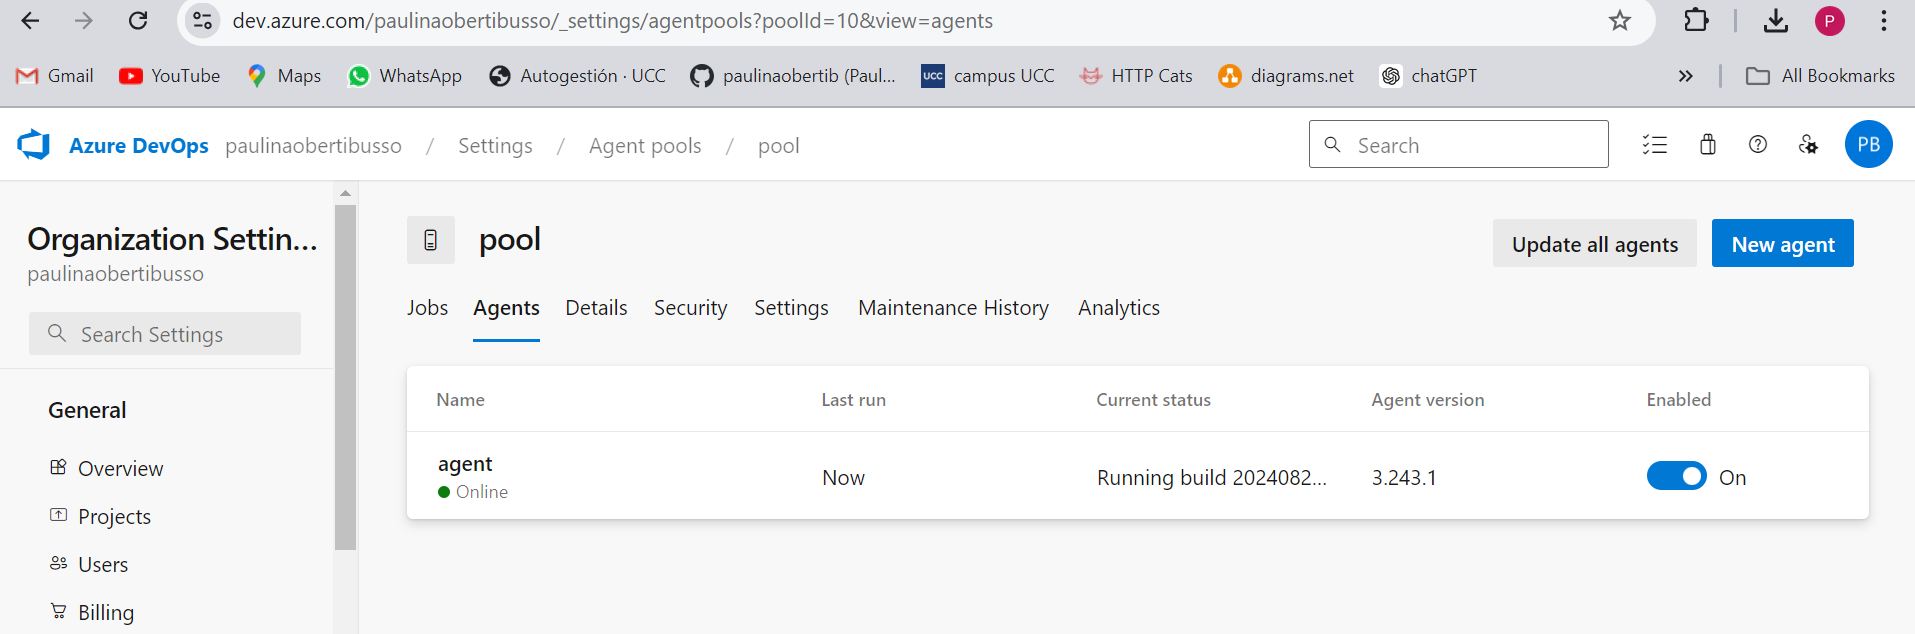 dev.azure.com/paulinaobertibusso/_settings/agentpools?poolId=10&view=agents
P
Gmail YouTube Maps WhatsApp Autogestión · UCC paulinaobertib (Paul... UCC campus UCC HTTP Cats diagrams.net chatGPT » All Bookmarks
Azure DevOps paulinaobertibusso / Settings / Agent pools / pool Search PB
Organization Settin...
paulinaobertibusso
Search Settings
General
Overview
Projects
Users
Billing
pool
Update all agents New agent
Jobs Agents Details Security Settings Maintenance History Analytics
Name Last run Current status Agent version Enabled
agent
Online
Now Running build 2024082... 3.243.1 On